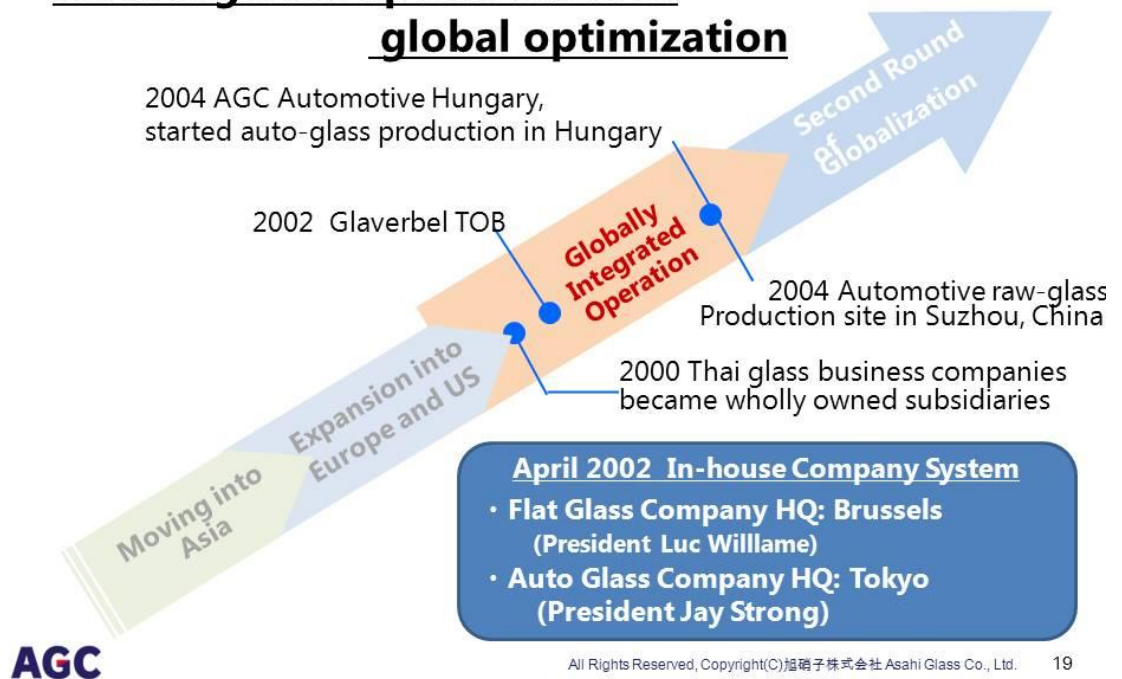 global optimization
2004 AGC Automotive Hungary,
started auto-glass production in Hungary
2002 Glaverbel TOB
Second Round
of
Globalization
Globally
Integrated
Operation
2004 Automotive raw-glass
Production site in Suzhou, China
2000 Thai glass business companies
became wholly owned subsidiaries
Expansion into
Europe and US
Moving into
Asia
April 2002 In-house Company System
・Flat Glass Company HQ: Brussels
(President Luc Willlame)
・Auto Glass Company HQ: Tokyo
(President Jay Strong)
AGC
All Rights Reserved, Copyright(C)旭硝子株式会社 Asahi Glass Co., Ltd. 19